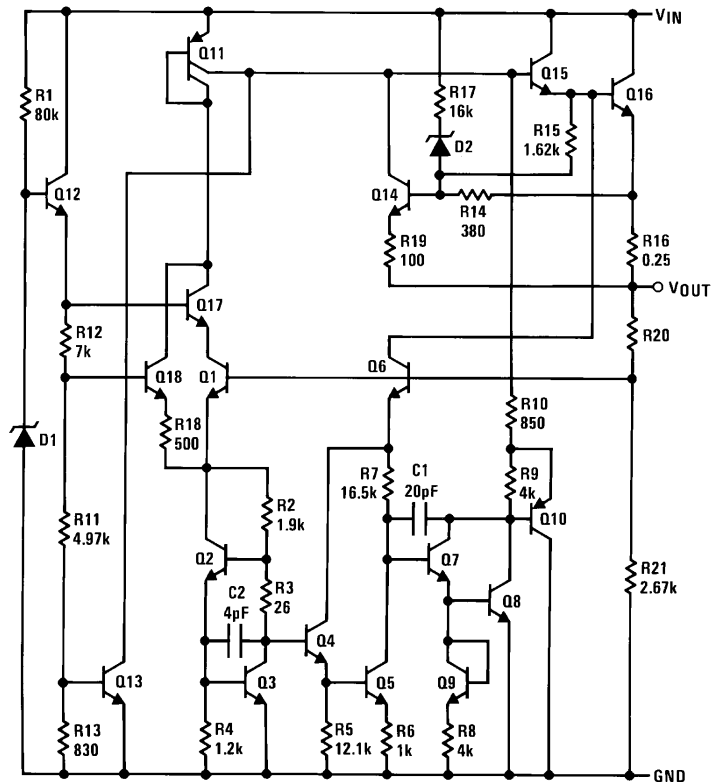 VIN
Q11
Q15
Q16
R1
80k
R17
16k
R15
1.62k
D2
Q12
Q14
R14
380
R19
100
R16
0.25
VOUT
Q17
R12
7k
R20
Q18
Q1
Q6
R18
500
R10
850
D1
R7
16.5k
C1
20pF
R9
4k
R2
1.9k
Q10
R11
4.97k
Q2
Q7
R3
26
R21
2.67k
C2
4pF
Q8
Q4
Q13
Q3
Q5
Q9
R13
830
R4
1.2k
R5
12.1k
R6
1k
R8
4k
GND